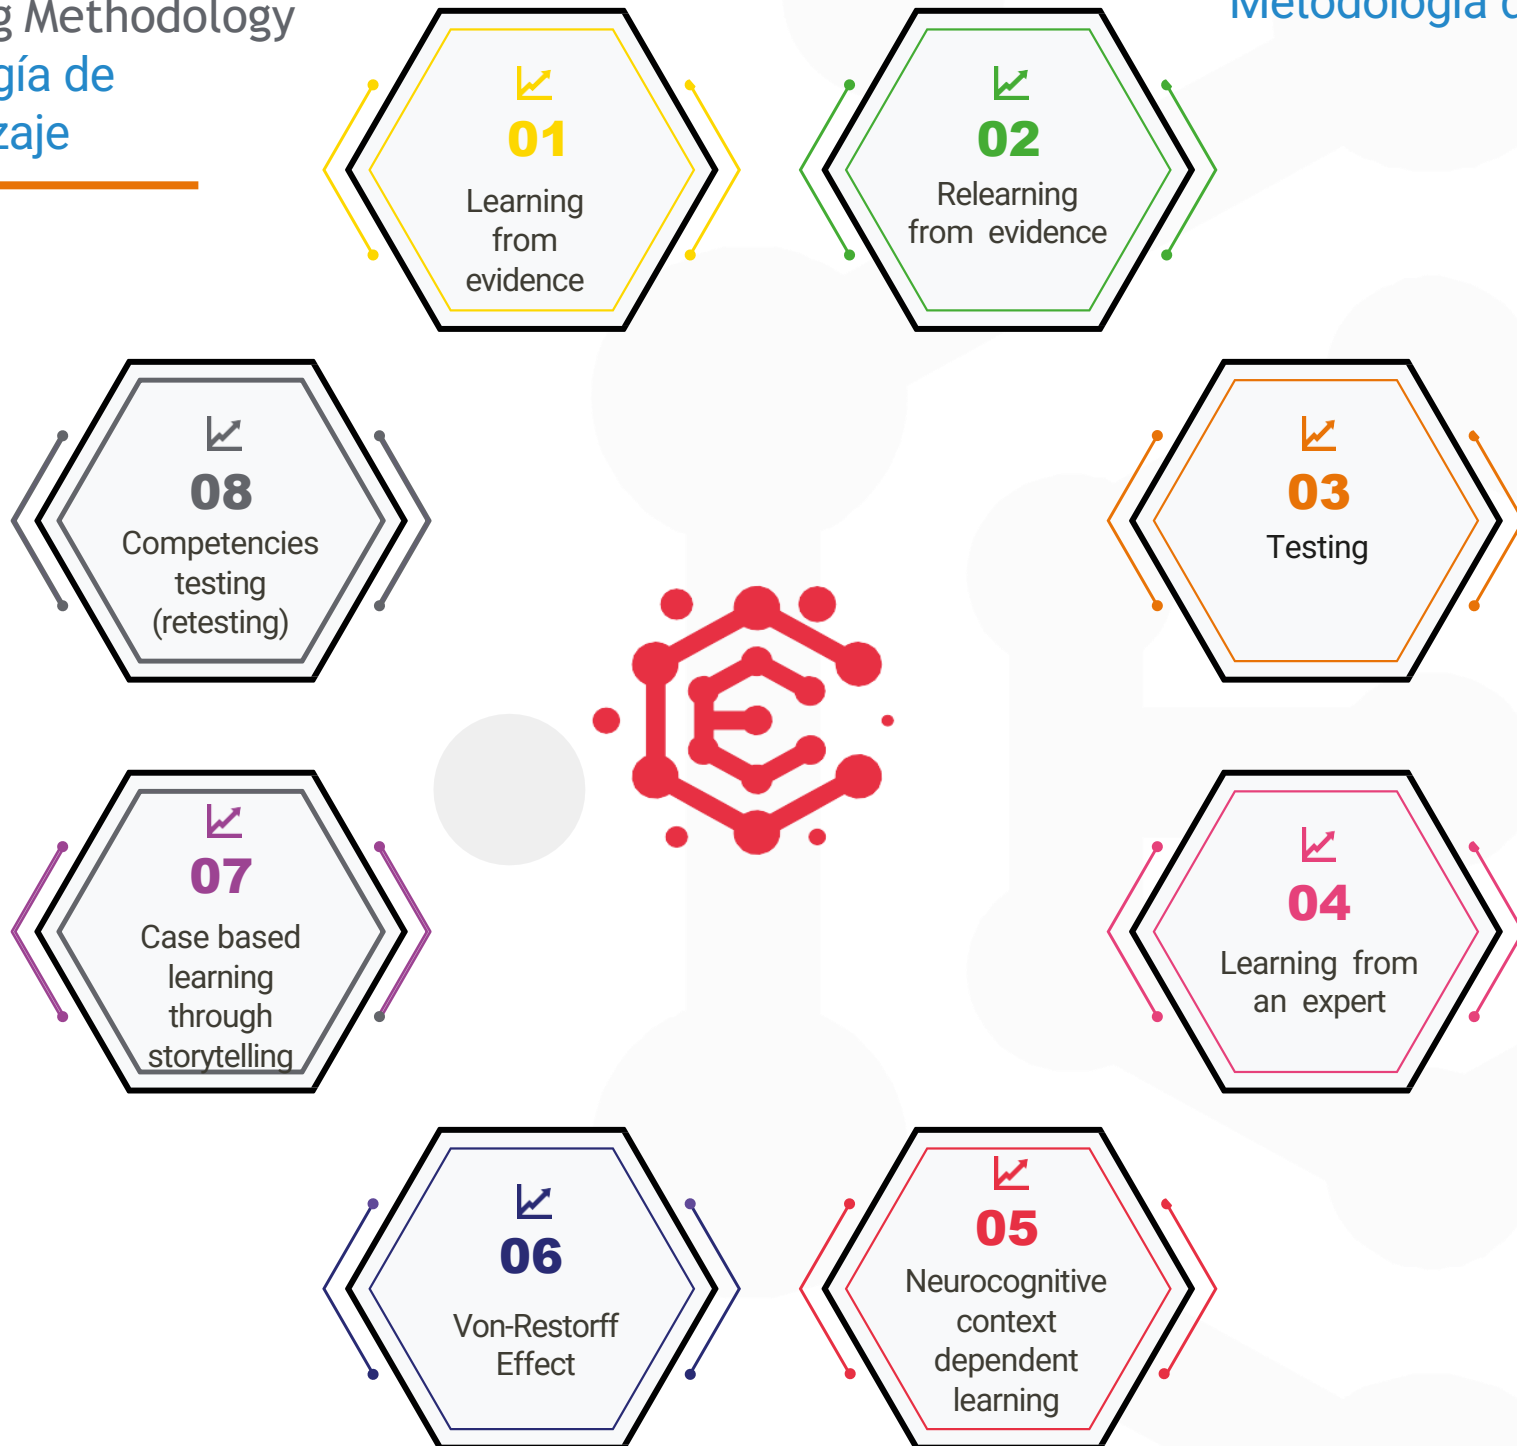 g Methodology
gía de
zaje
Metodología d
01
Learning
from
evidence
02
Relearning
from evidence
03
Testing
04
Learning from
an expert
05
Neurocognitive
context
dependent
learning
06
Von-Restorff
Effect
07
Case based
learning
through
storytelling
08
Competencies
testing
(retesting)